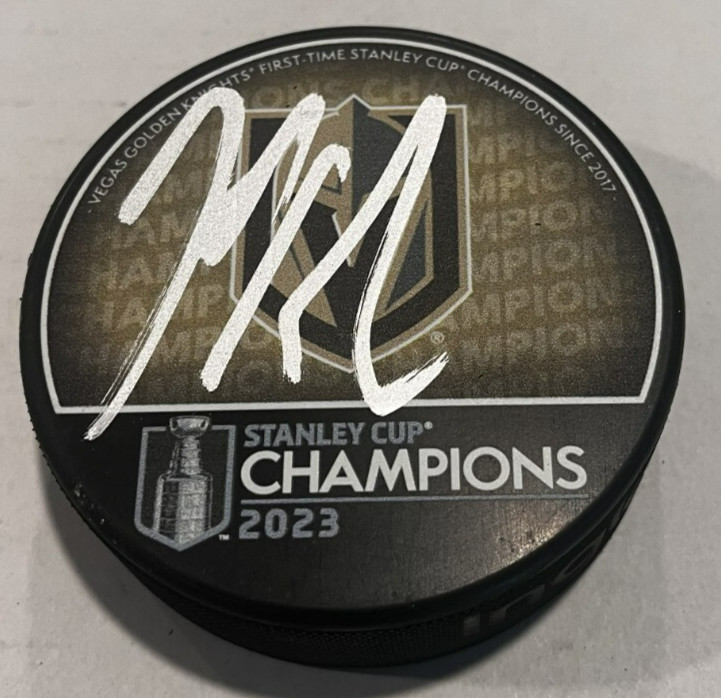 · VEGAS GOLDEN KNIGHTS® FIRST-TIME STANLEY CUP® CHAMPIONS SINCE 2017 ·
STANLEY CUP®
CHAMPIONS
2023